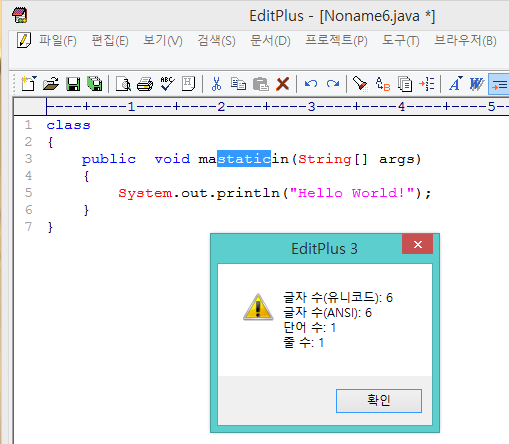 EditPlus - [Noname6.java *]
파일(F) 편집(E) 보기(V) 검색(S) 문서(D) 프로젝트(P) 도구(T) 브라우저(B)
----+----1----+----2----+----3----+----4----+----5--
1 class
2 {
3     public  void mastaticin(String[] args)
4     {
5         System.out.println("Hello World!");
6     }
7 }
EditPlus 3
글자 수(유니코드): 6
글자 수(ANSI): 6
단어 수: 1
줄 수: 1
확인